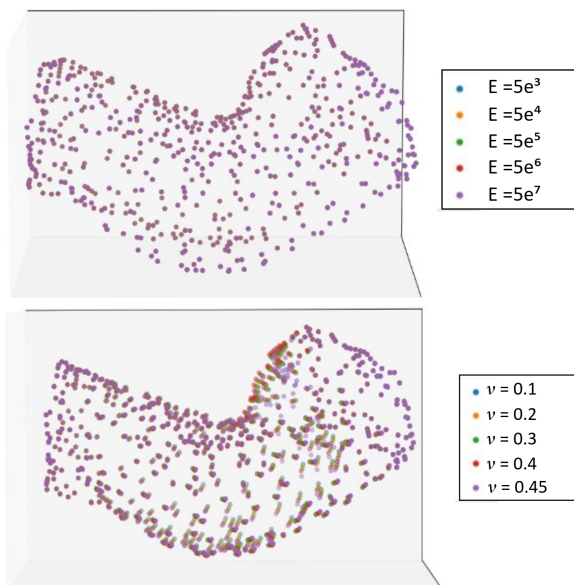 E =5e³
E =5e⁴
E =5e⁵
E =5e⁶
E =5e⁷
ν = 0.1
ν = 0.2
ν = 0.3
ν = 0.4
ν = 0.45